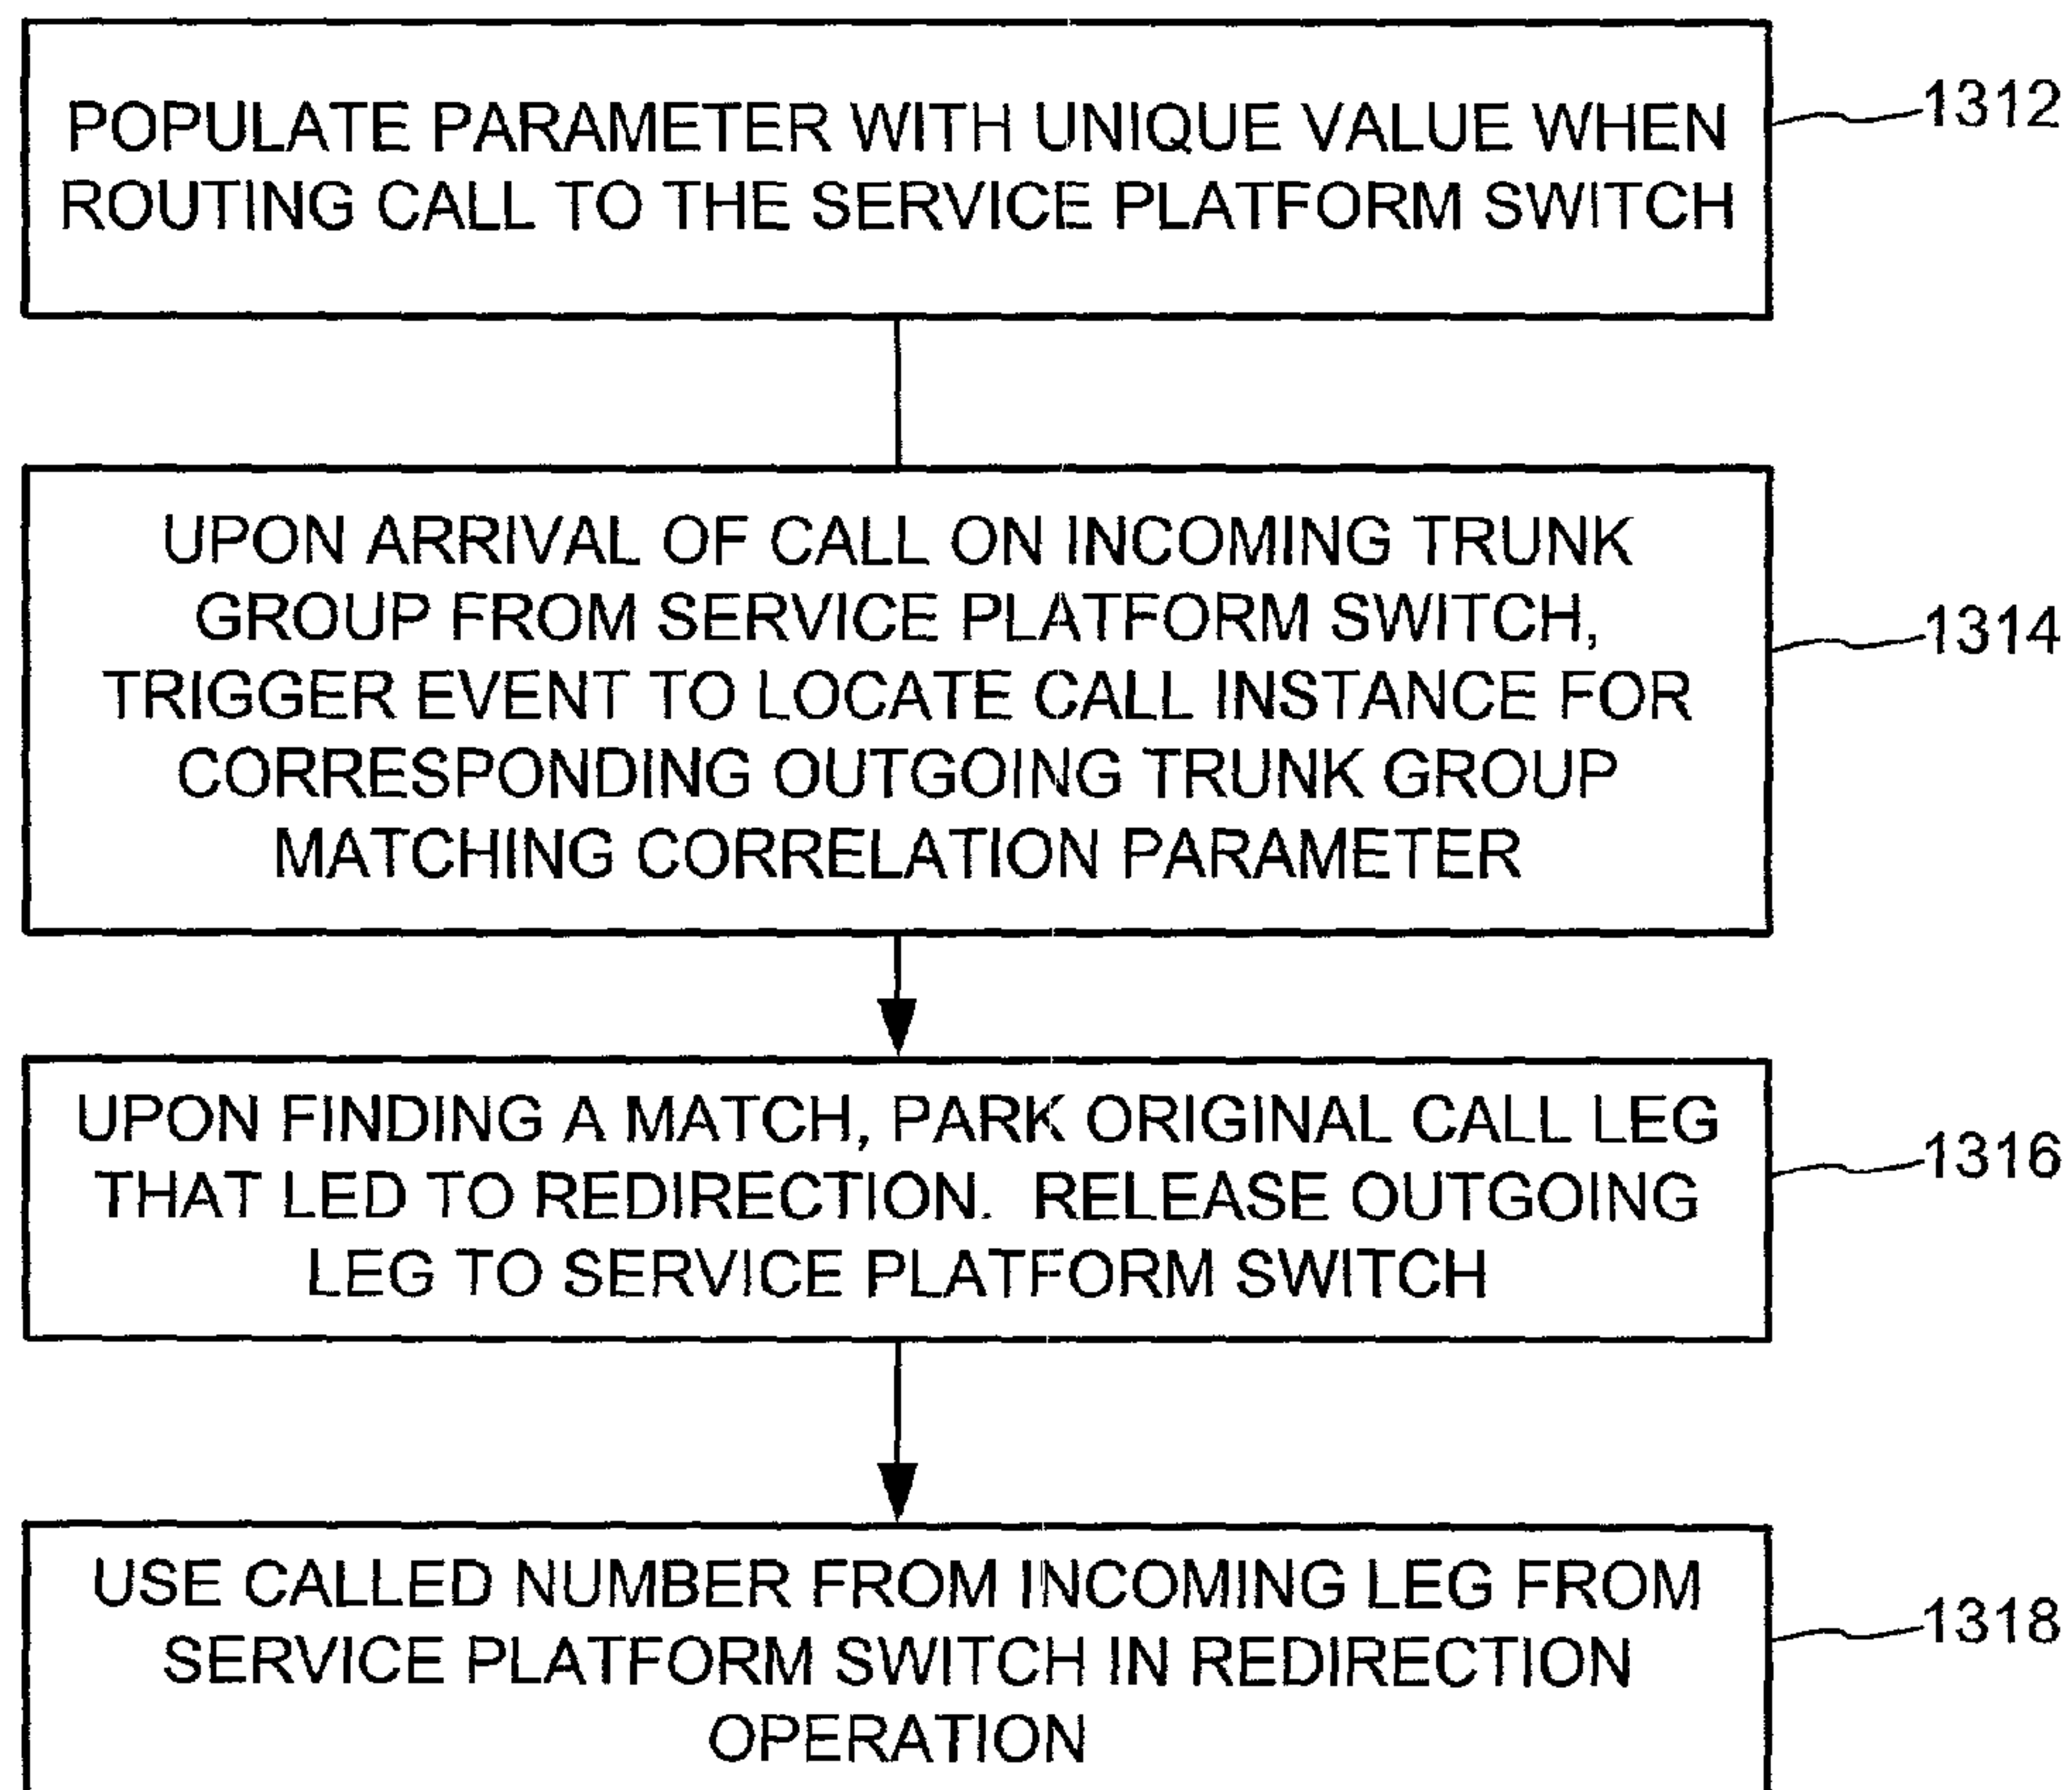 POPULATE PARAMETER WITH UNIQUE VALUE WHEN
ROUTING CALL TO THE SERVICE PLATFORM SWITCH
1312
UPON ARRIVAL OF CALL ON INCOMING TRUNK
GROUP FROM SERVICE PLATFORM SWITCH,
TRIGGER EVENT TO LOCATE CALL INSTANCE FOR
CORRESPONDING OUTGOING TRUNK GROUP
MATCHING CORRELATION PARAMETER
1314
UPON FINDING A MATCH, PARK ORIGINAL CALL LEG
THAT LED TO REDIRECTION. RELEASE OUTGOING
LEG TO SERVICE PLATFORM SWITCH
1316
USE CALLED NUMBER FROM INCOMING LEG FROM
SERVICE PLATFORM SWITCH IN REDIRECTION
OPERATION
1318